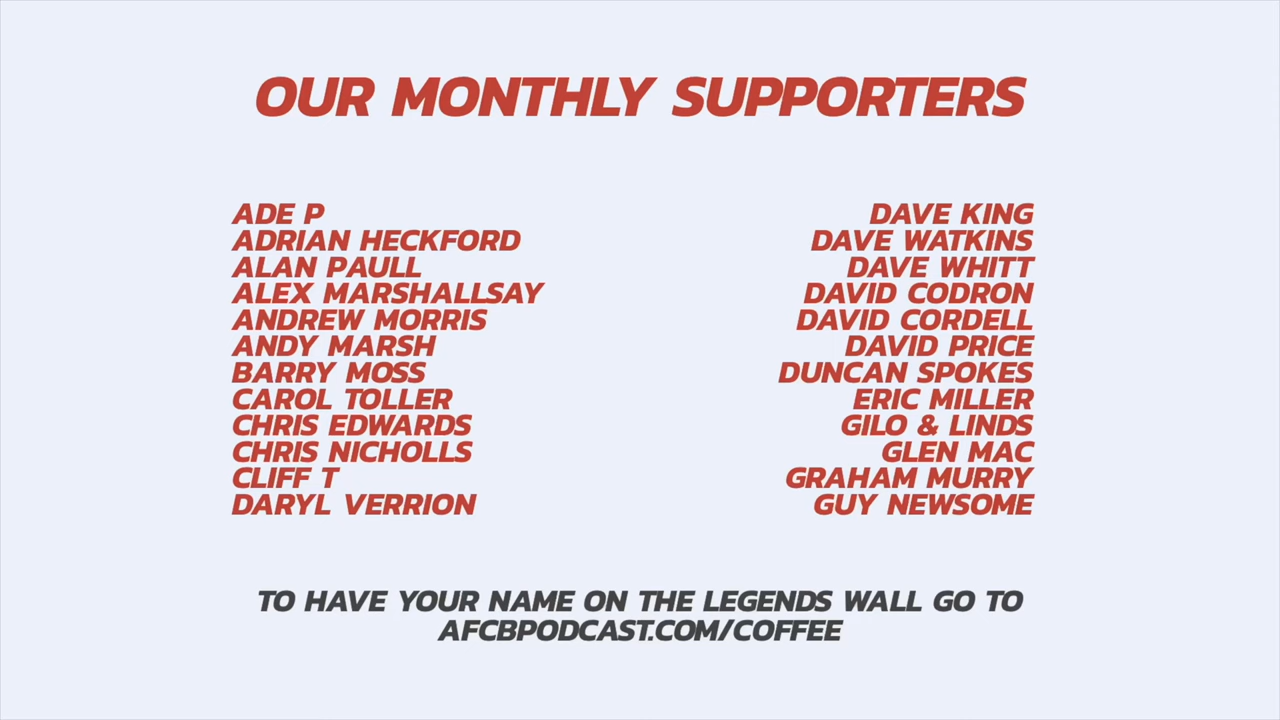 OUR MONTHLY SUPPORTERS
ADE P
ADRIAN HECKFORD
ALAN PAULL
ALEX MARSHALLSAY
ANDREW MORRIS
ANDY MARSH
BARRY MOSS
CAROL TOLLER
CHRIS EDWARDS
CHRIS NICHOLLS
CLIFF T
DARYL VERRION
DAVE KING
DAVE WATKINS
DAVE WHITT
DAVID CODRON
DAVID CORDELL
DAVID PRICE
DUNCAN SPOKES
ERIC MILLER
GILO & LINDS
GLEN MAC
GRAHAM MURRY
GUY NEWSOME
TO HAVE YOUR NAME ON THE LEGENDS WALL GO TO
AFCBPODCAST.COM/COFFEE